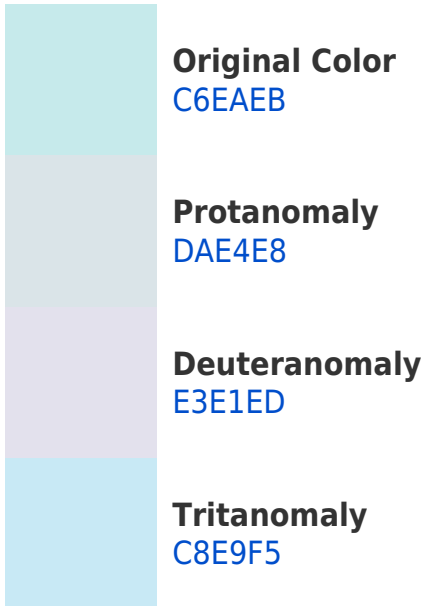 Original Color
C6EAEB
Protanomaly
DAE4E8
Deuteranomaly
E3E1ED
Tritanomaly
C8E9F5